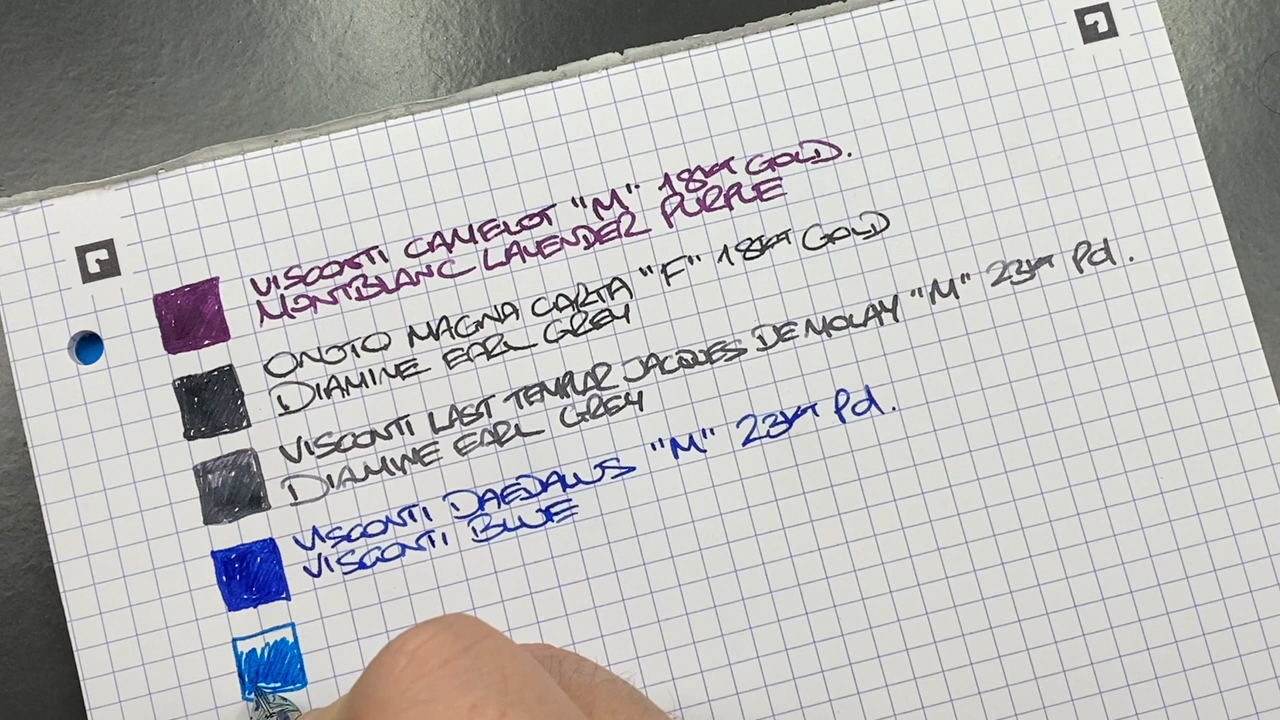 VISCONTI CAMELOT "M" 18KT GOLD.
MONTBLANC LAVENDER PURPLE
ONOTO MAGNA CARTA "F" 18KT GOLD
DIAMINE EARL GREY
VISCONTI LAST TEMPLAR JACQUES DE MOLAY "M" 23KT Pd.
DIAMINE EARL GREY
VISCONTI DAEDALUS "M" 23KT Pd.
VISCONTI BLUE